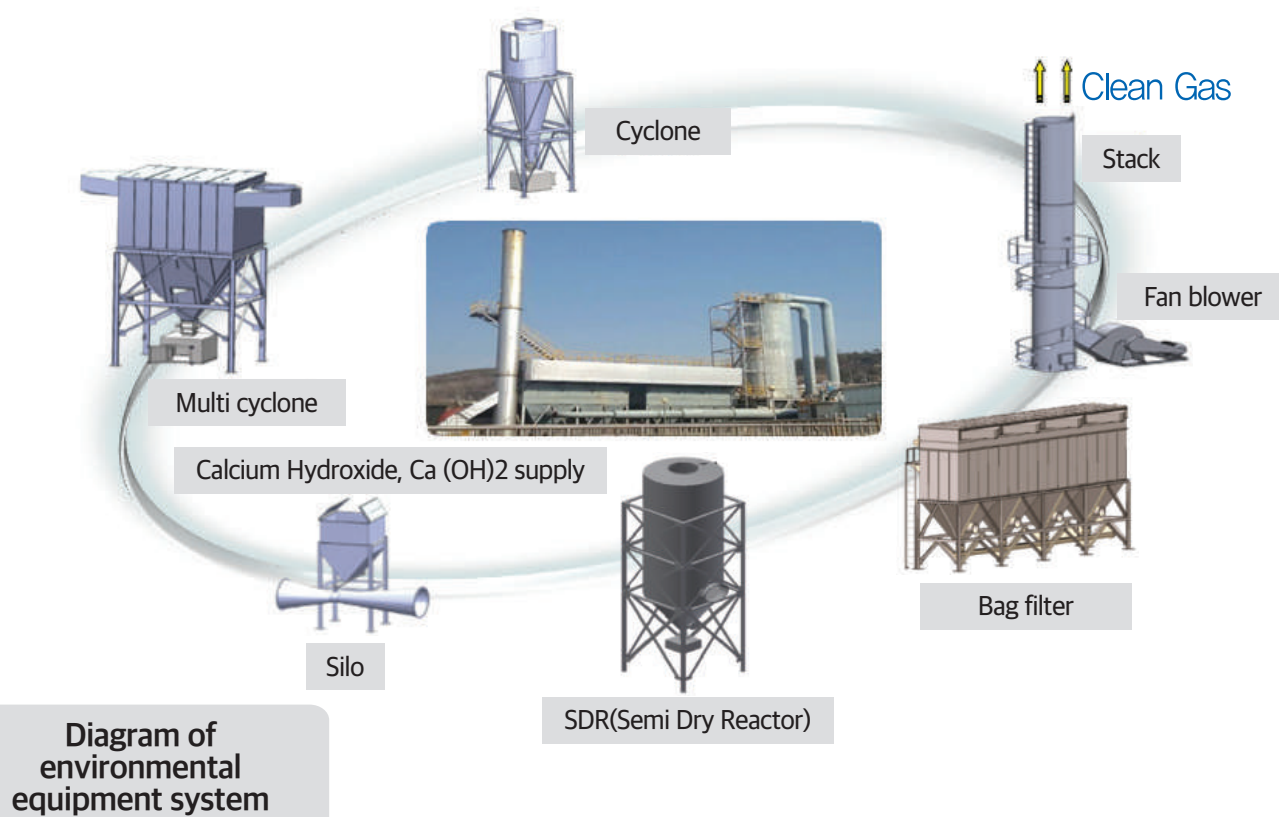 Clean Gas
Cyclone
Stack
Fan blower
Multi cyclone
Calcium Hydroxide, Ca (OH)2 supply
Bag filter
Silo
SDR(Semi Dry Reactor)
Diagram of
environmental
equipment system